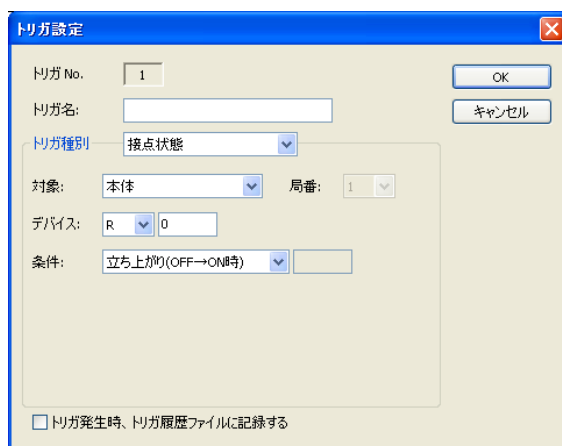 トリガ設定
トリガ No. 1
OK
トリガ名:
キャンセル
トリガ種別 接点状態
対象: 本体 局番: 1
デバイス: R 0
条件: 立ち上がり(OFF→ON時)
トリガ発生時、トリガ履歴ファイルに記録する